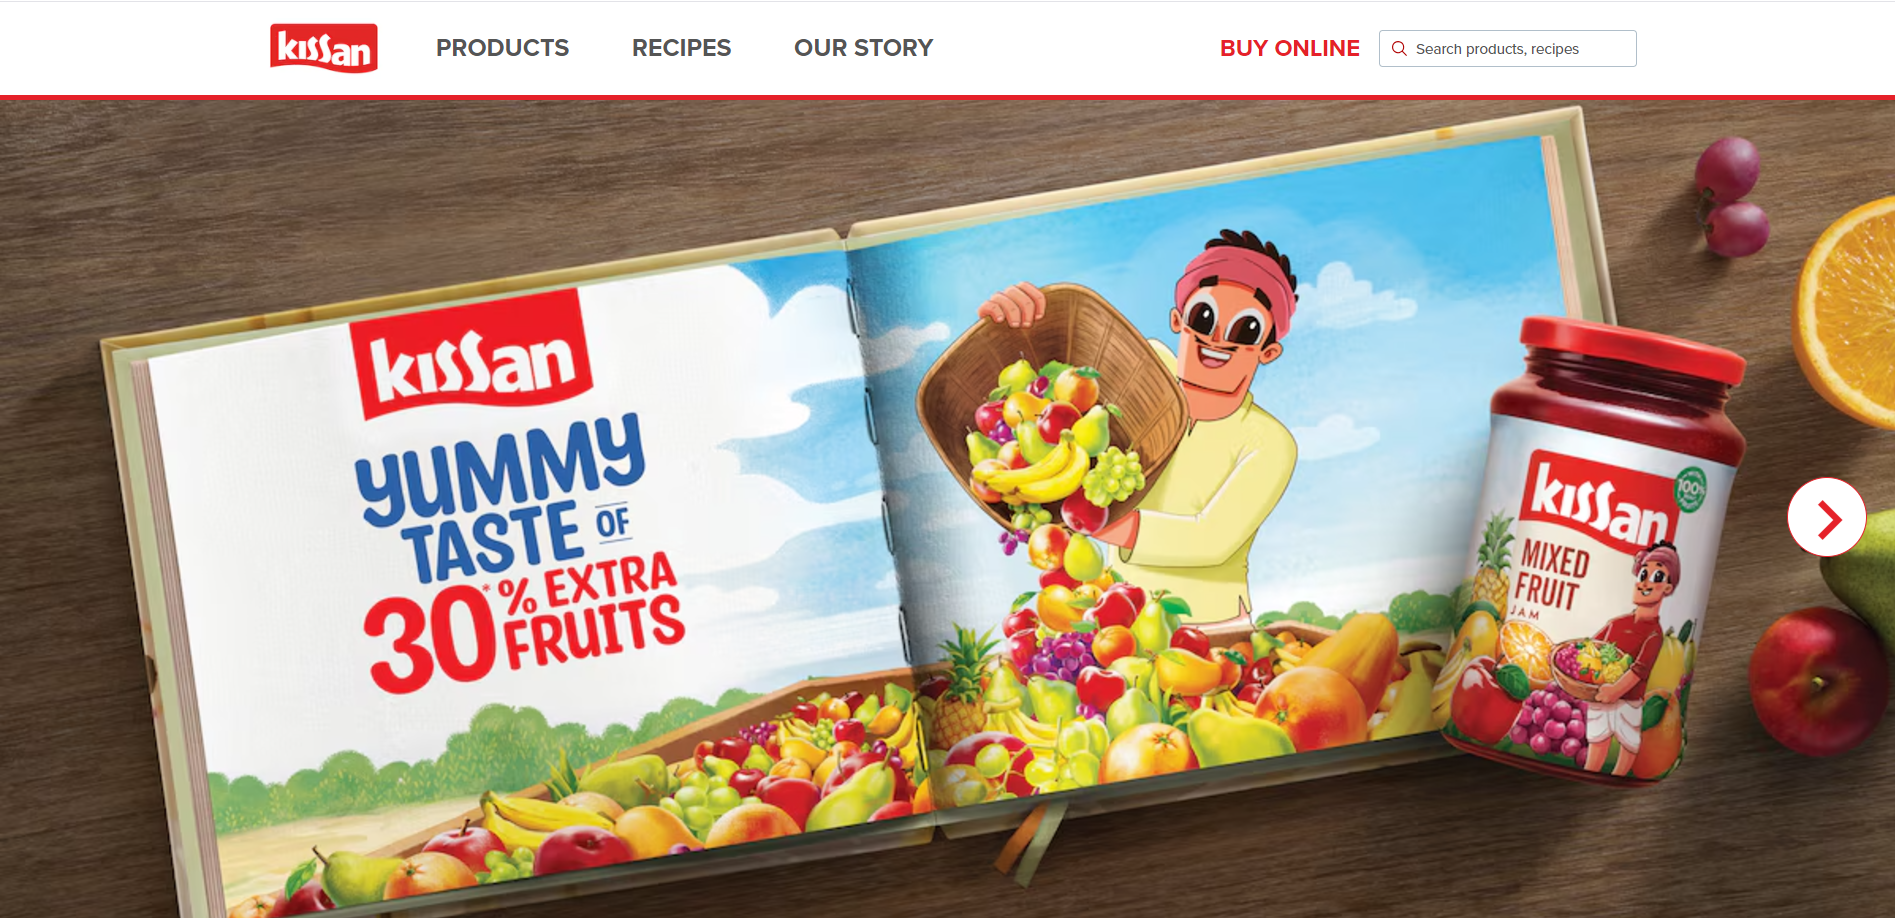 kissan
PRODUCTS
RECIPES
OUR STORY
BUY ONLINE
Search products, recipes
kissan
YUMMY
TASTE OF
30*% EXTRA
FRUITS
kissan
100%
MIXED
FRUIT
JAM